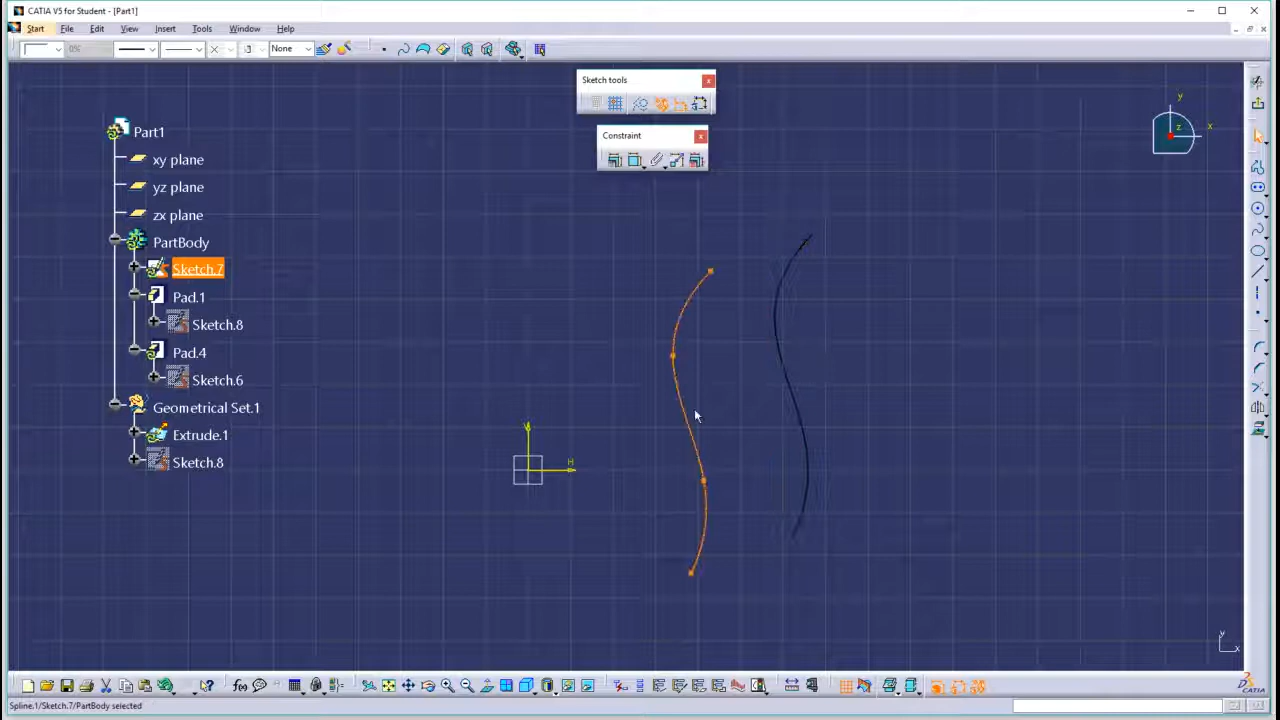 CATIA V5 for Student - [Part1]
Start File Edit View Insert Tools Window Help
0% None
Sketch tools
Constraint
Part1
xy plane
yz plane
zx plane
PartBody
Sketch.7
Pad.1
Sketch.8
Pad.4
Sketch.6
Geometrical Set.1
Extrude.1
Sketch.8
y
x
z
V
H
y
x
f(x)
CATIA
Spline.1/Sketch.7/PartBody selected